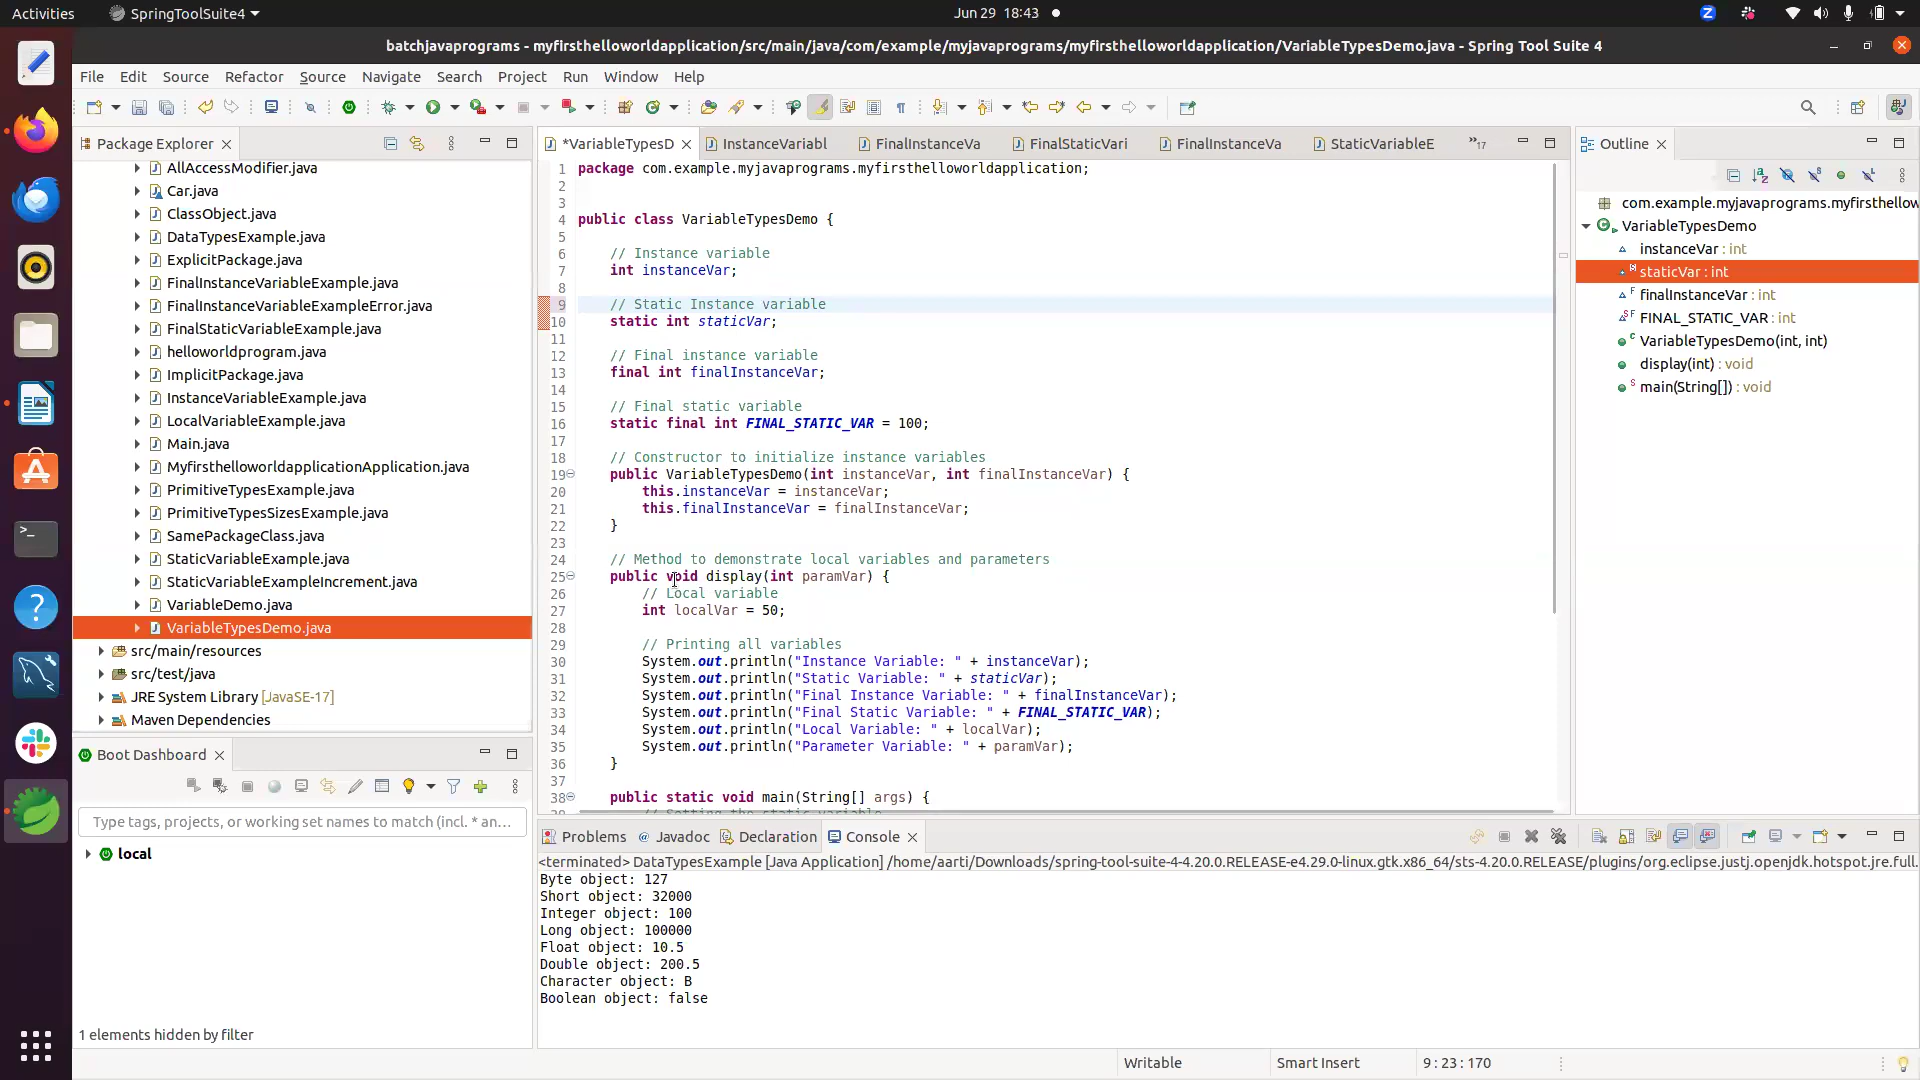 Activities
SpringToolSuite4
Jun 29 18:43
Z
batchjavaprograms - myfirsthelloworldapplication/src/main/java/com/example/myjavaprograms/myfirsthelloworldapplication/VariableTypesDemo.java - Spring Tool Suite 4
File Edit Source Refactor Source Navigate Search Project Run Window Help
Package Explorer
AllAccessModifier.java
Car.java
ClassObject.java
DataTypesExample.java
ExplicitPackage.java
FinalInstanceVariableExample.java
FinalInstanceVariableExampleError.java
FinalStaticVariableExample.java
helloworldprogram.java
ImplicitPackage.java
InstanceVariableExample.java
LocalVariableExample.java
Main.java
MyfirsthelloworldapplicationApplication.java
PrimitiveTypesExample.java
PrimitiveTypesSizesExample.java
SamePackageClass.java
StaticVariableExample.java
StaticVariableExampleIncrement.java
VariableDemo.java
VariableTypesDemo.java
src/main/resources
src/test/java
JRE System Library [JavaSE-17]
Maven Dependencies
Boot Dashboard
Type tags, projects, or working set names to match (incl. * an...
local
1 elements hidden by filter
*VariableTypesD
InstanceVariabl
FinalInstanceVa
FinalStaticVari
FinalInstanceVa
StaticVariableE
»17
1 package com.example.myjavaprograms.myfirsthelloworldapplication;
2
3
4 public class VariableTypesDemo {
5
6 // Instance variable
7 int instanceVar;
8
9 // Static Instance variable
10 static int staticVar;
11
12 // Final instance variable
13 final int finalInstanceVar;
14
15 // Final static variable
16 static final int FINAL_STATIC_VAR = 100;
17
18 // Constructor to initialize instance variables
19 public VariableTypesDemo(int instanceVar, int finalInstanceVar) {
20 this.instanceVar = instanceVar;
21 this.finalInstanceVar = finalInstanceVar;
22 }
23
24 // Method to demonstrate local variables and parameters
25 public void display(int paramVar) {
26 // Local variable
27 int localVar = 50;
28
29 // Printing all variables
30 System.out.println("Instance Variable: " + instanceVar);
31 System.out.println("Static Variable: " + staticVar);
32 System.out.println("Final Instance Variable: " + finalInstanceVar);
33 System.out.println("Final Static Variable: " + FINAL_STATIC_VAR);
34 System.out.println("Local Variable: " + localVar);
35 System.out.println("Parameter Variable: " + paramVar);
36 }
37
38 public static void main(String[] args) {
Outline
com.example.myjavaprograms.myfirsthellow
VariableTypesDemo
instanceVar : int
staticVar : int
finalInstanceVar : int
FINAL_STATIC_VAR : int
VariableTypesDemo(int, int)
display(int) : void
main(String[]) : void
Problems @ Javadoc Declaration Console
<terminated> DataTypesExample [Java Application] /home/aarti/Downloads/spring-tool-suite-4-4.20.0.RELEASE-e4.29.0-linux.gtk.x86_64/sts-4.20.0.RELEASE/plugins/org.eclipse.justj.openjdk.hotspot.jre.full.
Byte object: 127
Short object: 32000
Integer object: 100
Long object: 100000
Float object: 10.5
Double object: 200.5
Character object: B
Boolean object: false
Writable
Smart Insert
9 : 23 : 170